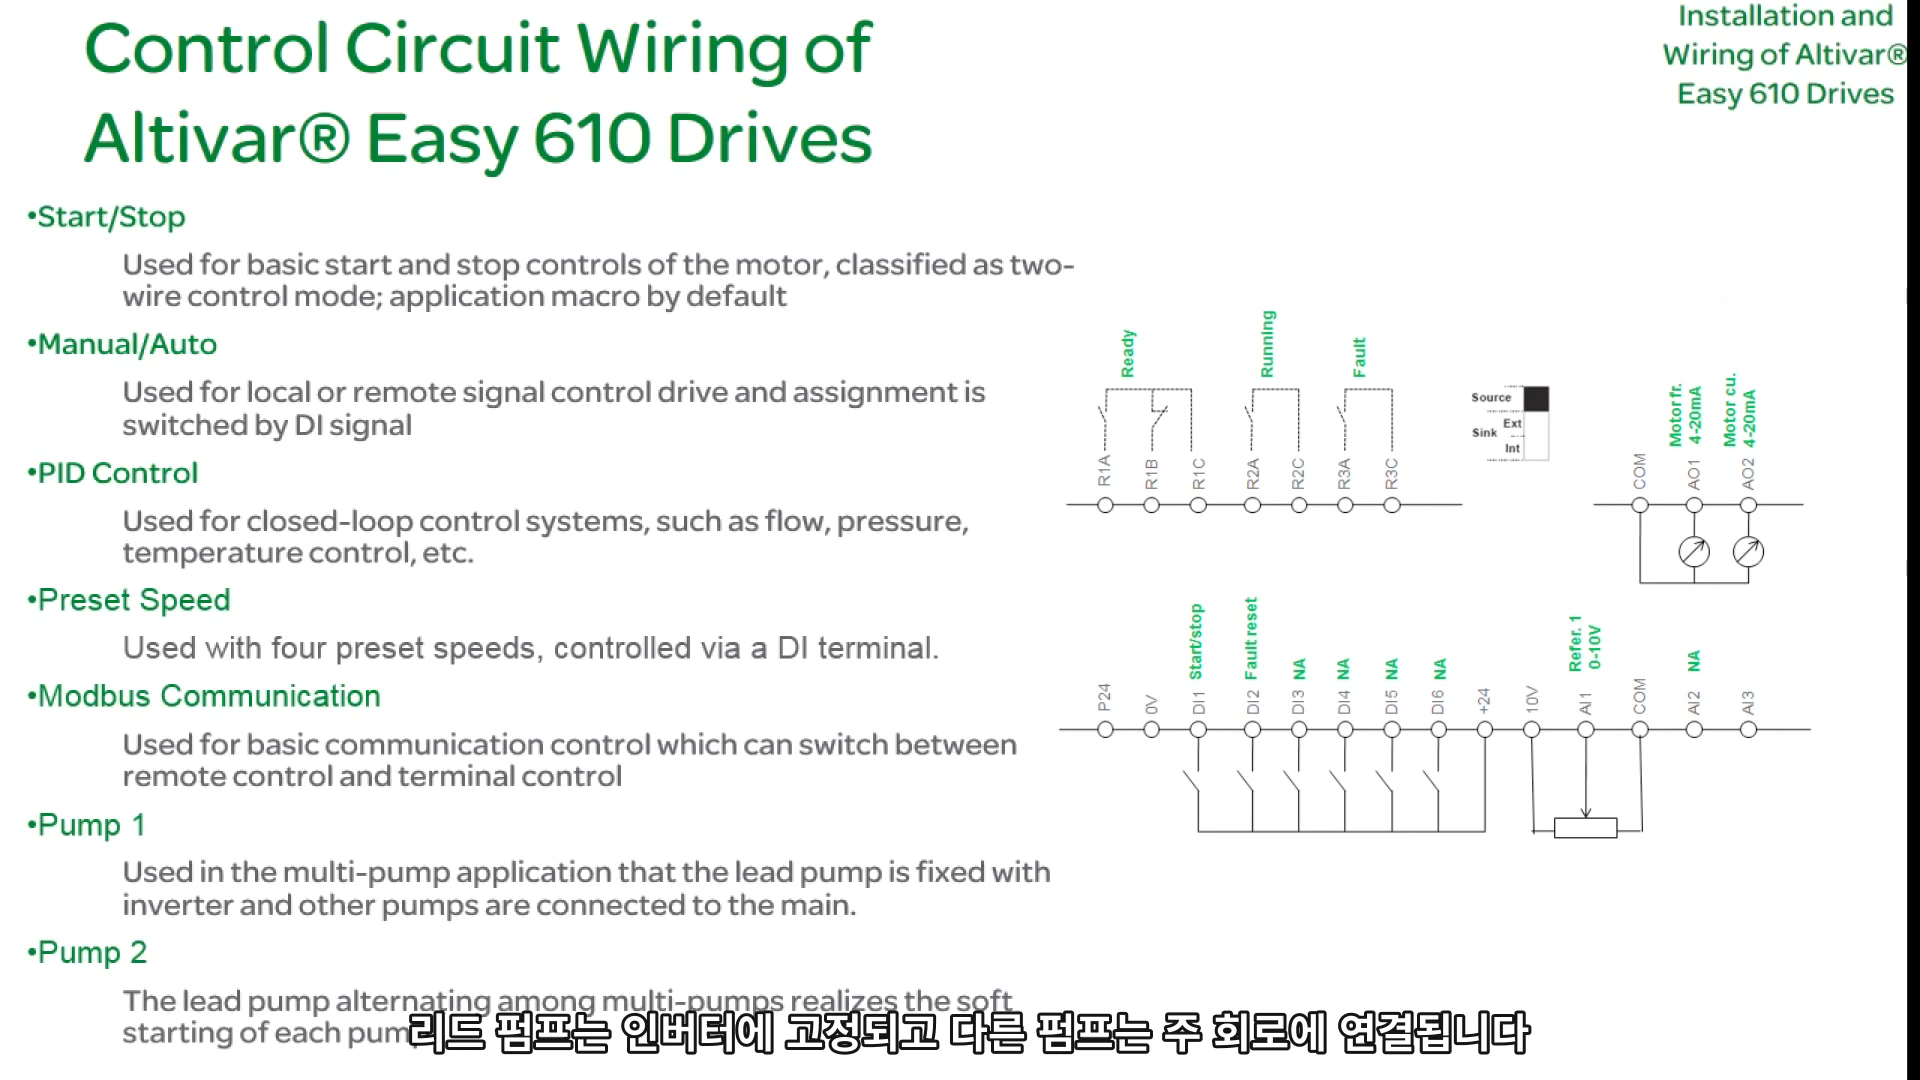 Control Circuit Wiring of
Altivar® Easy 610 Drives
Installation and
Wiring of Altivar®
Easy 610 Drives
•Start/Stop
Used for basic start and stop controls of the motor, classified as two-
wire control mode; application macro by default
•Manual/Auto
Used for local or remote signal control drive and assignment is
switched by DI signal
•PID Control
Used for closed-loop control systems, such as flow, pressure,
temperature control, etc.
•Preset Speed
Used with four preset speeds, controlled via a DI terminal.
•Modbus Communication
Used for basic communication control which can switch between
remote control and terminal control
•Pump 1
Used in the multi-pump application that the lead pump is fixed with
inverter and other pumps are connected to the main.
•Pump 2
The lead pump alternating among multi-pumps realizes the soft
starting of each pum
Ready
Running
Fault
R1A
R1B
R1C
R2A
R2C
R3A
R3C
Source
Sink
Ext
Int
Motor fr.
4-20mA
Motor cu.
4-20mA
COM
AO1
AO2
Start/stop
Fault reset
NA
NA
NA
NA
Refer. 1
0-10V
NA
P24
0V
DI1
DI2
DI3
DI4
DI5
DI6
+24
10V
AI1
COM
AI2
AI3
리드 펌프는 인버터에 고정되고 다른 펌프는 주 회로에 연결됩니다